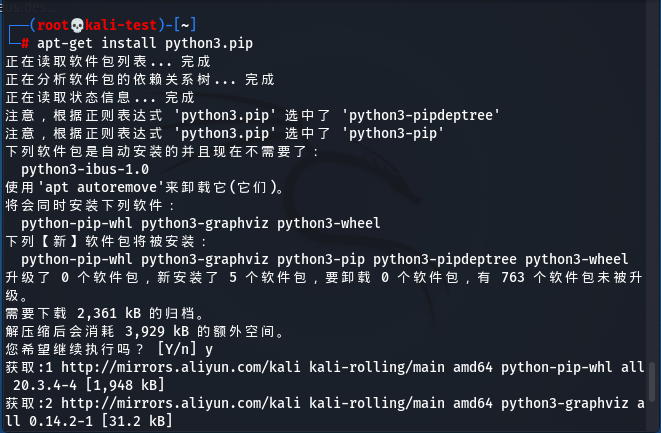 (root💀kali-test)-[~]
# apt-get install python3.pip
正在读取软件包列表... 完成
正在分析软件包的依赖关系树... 完成
正在读取状态信息... 完成
注意，根据正则表达式 'python3.pip' 选中了 'python3-pipdeptree'
注意，根据正则表达式 'python3.pip' 选中了 'python3-pip'
下列软件包是自动安装的并且现在不需要了：
python3-ibus-1.0
使用'apt autoremove'来卸载它(它们)。
将会同时安装下列软件：
python-pip-whl python3-graphviz python3-wheel
下列【新】软件包将被安装：
python-pip-whl python3-graphviz python3-pip python3-pipdeptree python3-wheel
升级了 0 个软件包，新安装了 5 个软件包，要卸载 0 个软件包，有 763 个软件包未被升
级。
需要下载 2,361 kB 的归档。
解压缩后会消耗 3,929 kB 的额外空间。
您希望继续执行吗？ [Y/n] y
获取:1 http://mirrors.aliyun.com/kali kali-rolling/main amd64 python-pip-whl all
20.3.4-4 [1,948 kB]
获取:2 http://mirrors.aliyun.com/kali kali-rolling/main amd64 python3-graphviz a
ll 0.14.2-1 [31.2 kB]